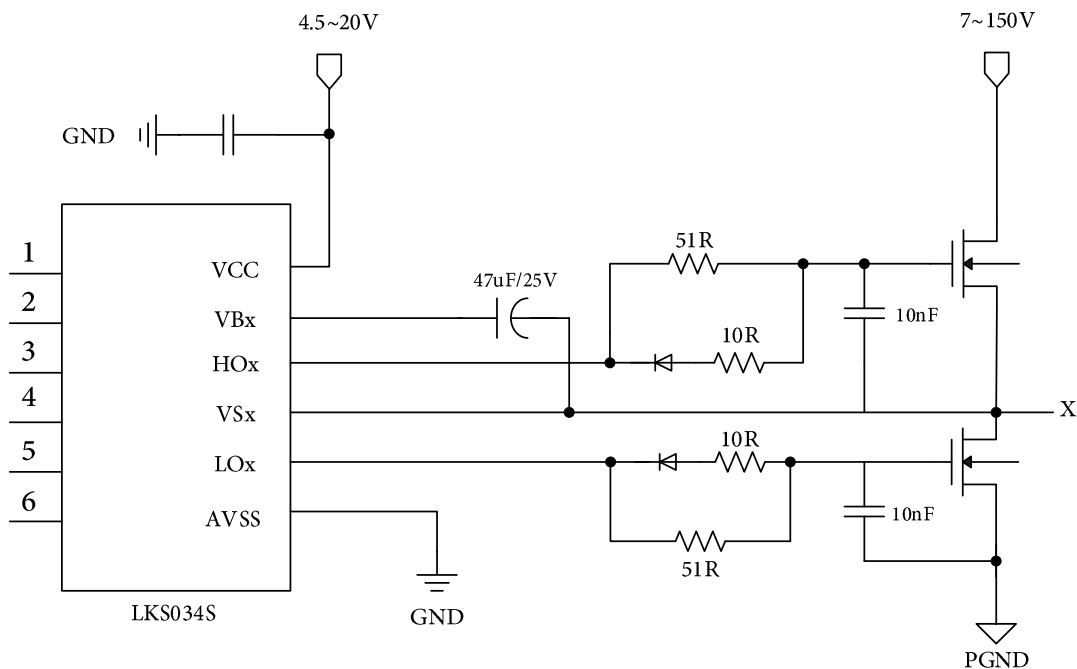 4.5~20V
7~150V
GND
1
2
3
4
5
6
VCC
VBx
HOx
VSx
LOx
AVSS
47uF/25V
51R
10R
10nF
X
10R
51R
10nF
GND
LKS034S
PGND